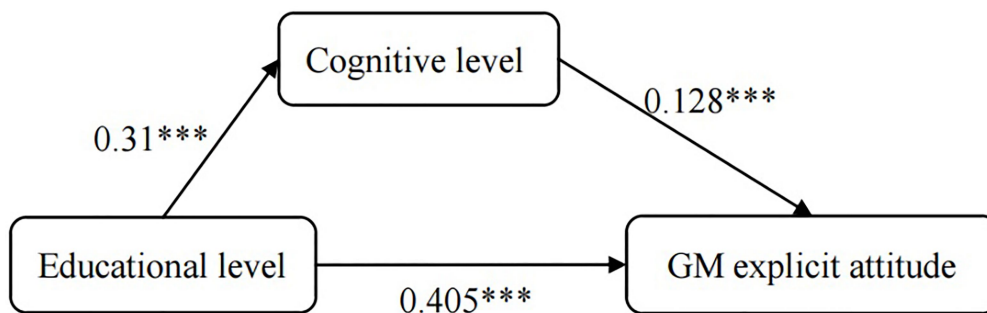 Cognitive level
0.31***
0.128***
Educational level
GM explicit attitude
0.405***